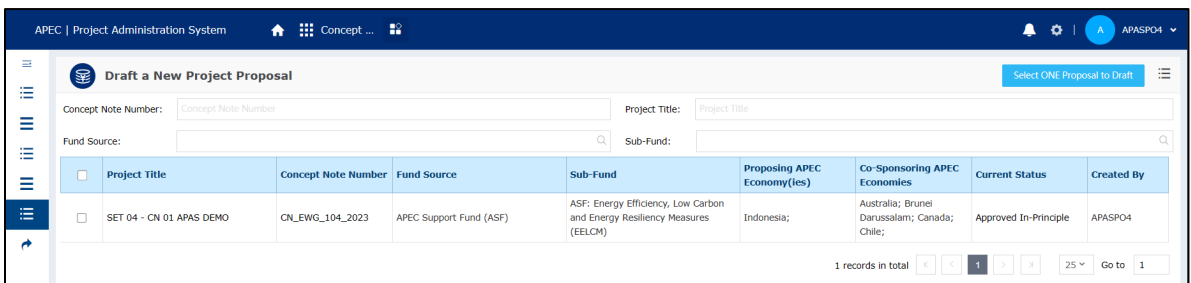 APEC | Project Administration System
Concept ...
A
APASPO4
Draft a New Project Proposal
Select ONE Proposal to Draft
Concept Note Number:
Concept Note Number
Project Title:
Project Title
Fund Source:
Sub-Fund:
Project Title
Concept Note Number
Fund Source
Sub-Fund
Proposing APEC
Economy(ies)
Co-Sponsoring APEC
Economies
Current Status
Created By
SET 04 - CN 01 APAS DEMO
CN_EWG_104_2023
APEC Support Fund (ASF)
ASF: Energy Efficiency, Low Carbon
and Energy Resiliency Measures
(EELCM)
Indonesia;
Australia; Brunei
Darussalam; Canada;
Chile;
Approved In-Principle
APASPO4
1 records in total
1
25
Go to
1